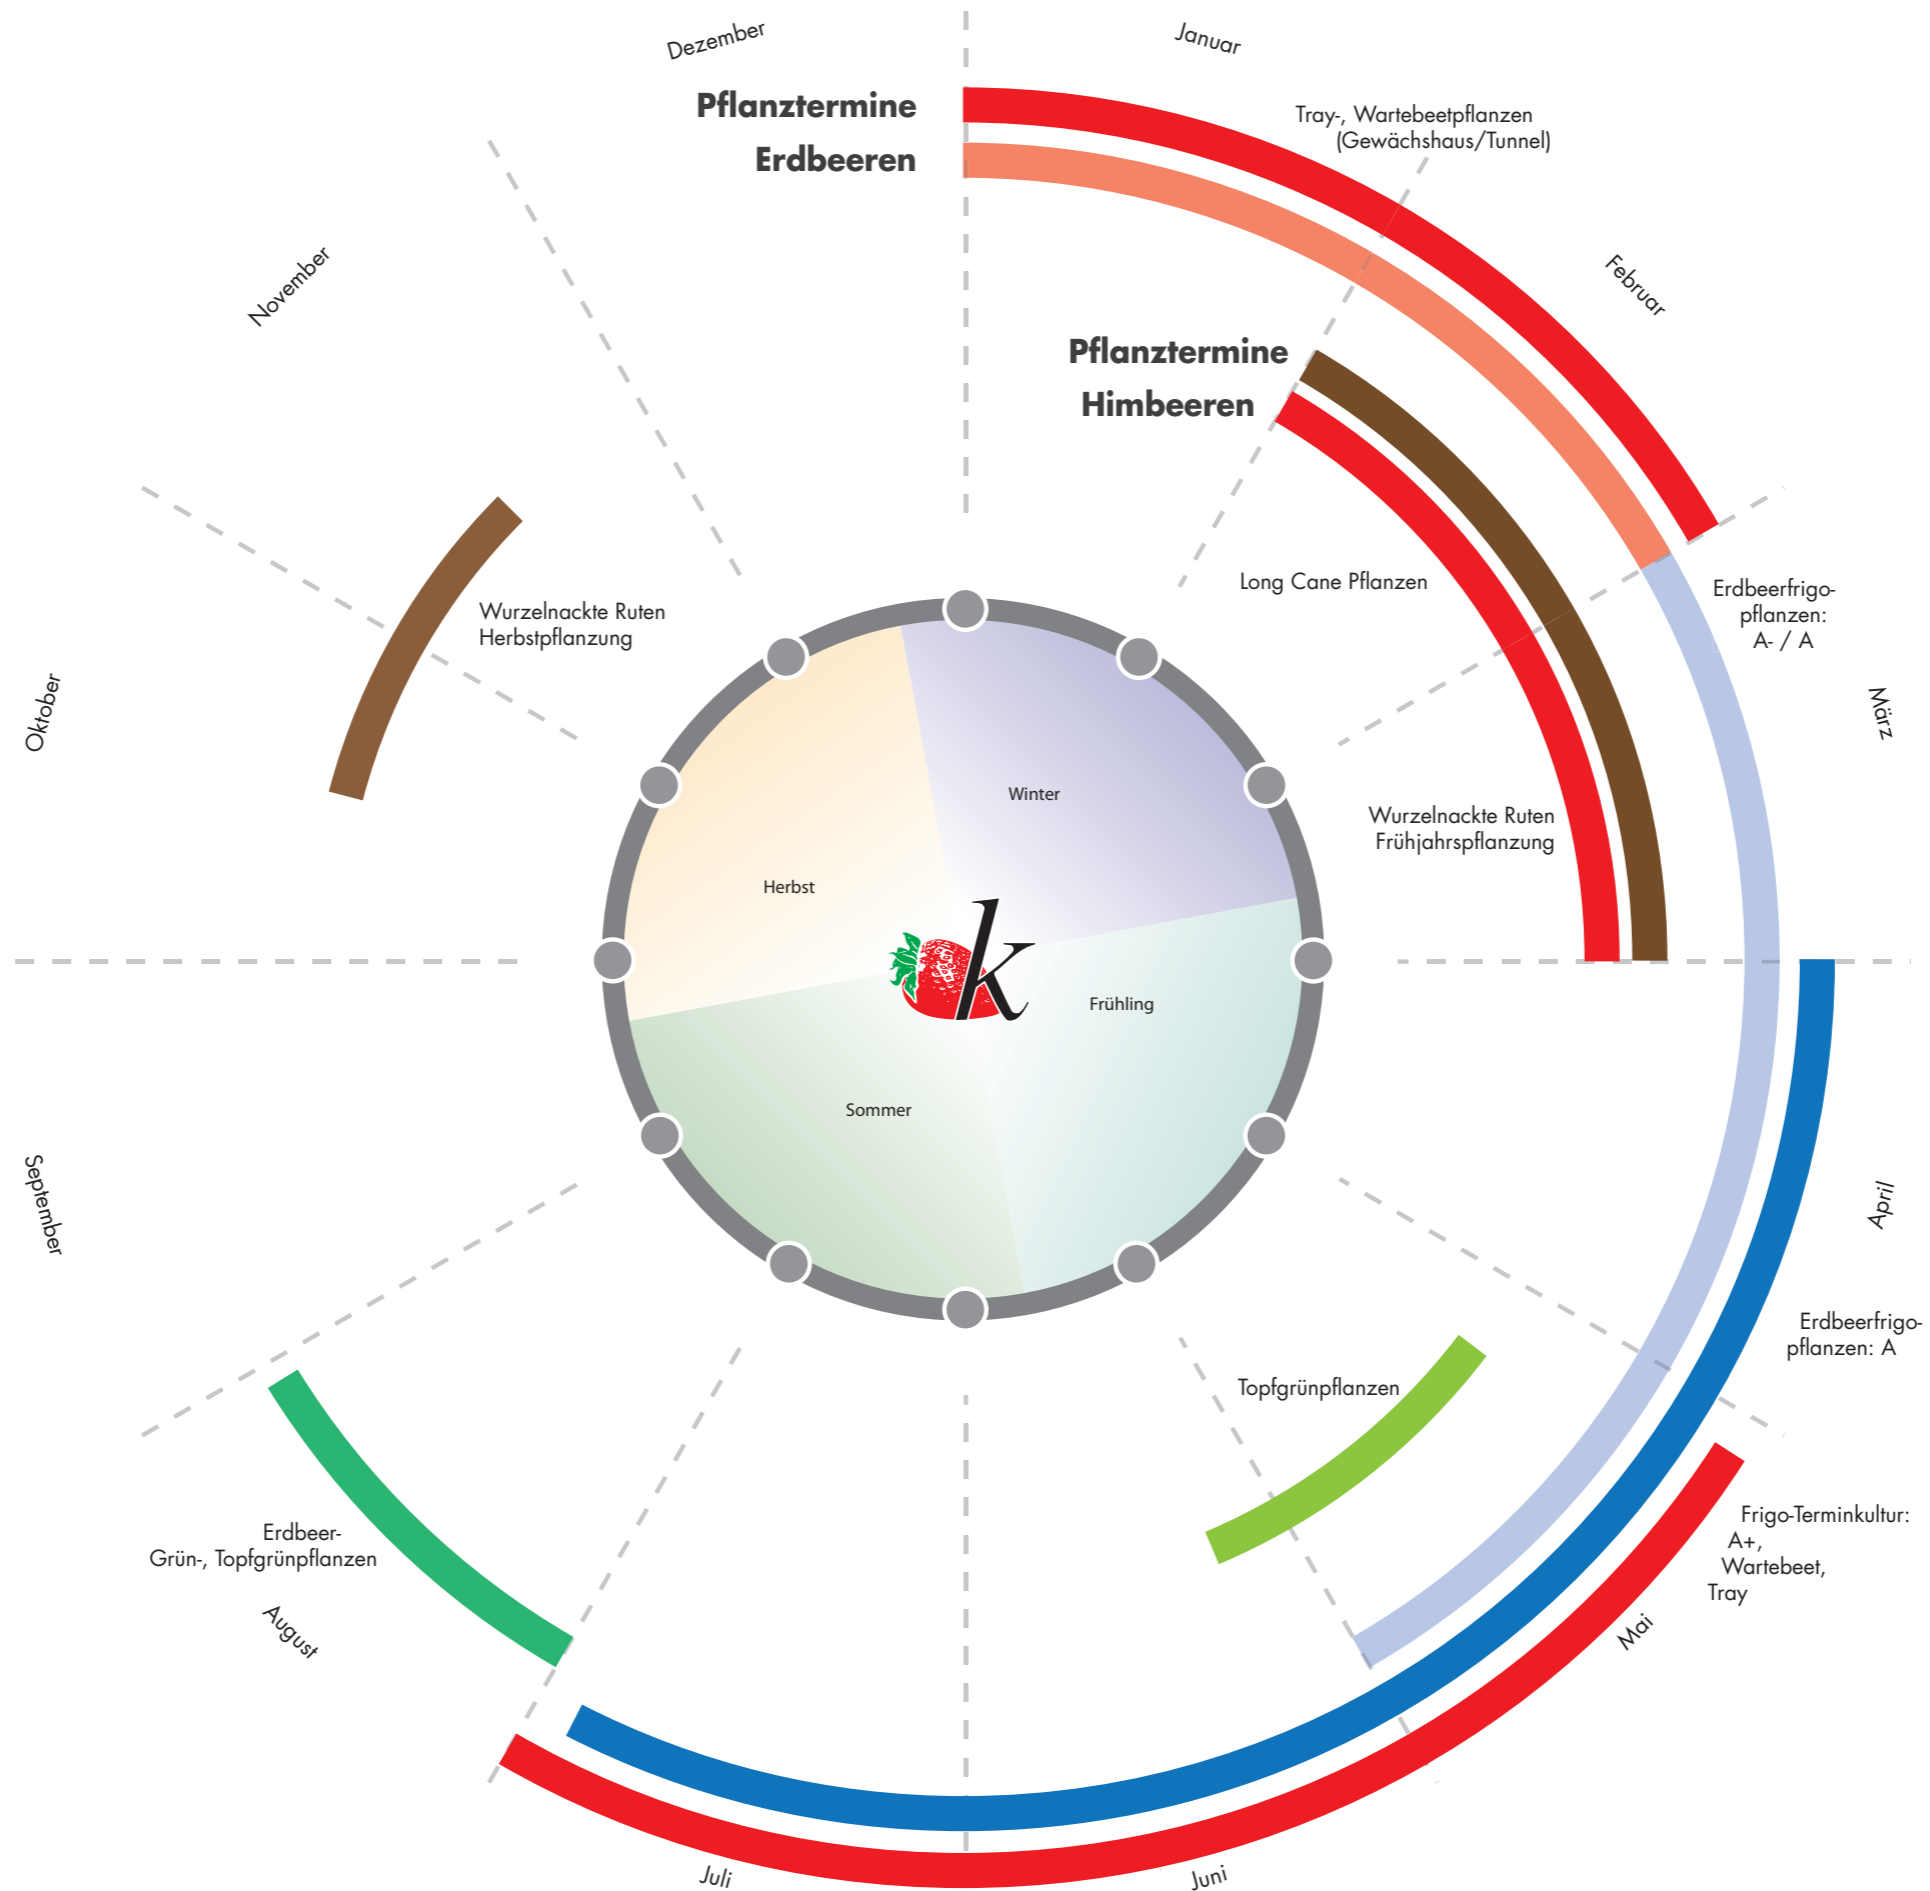 Dezember
Januar
Pflanztermine
Erdbeeren
Tray-, Wartebeetpflanzen
(Gewächshaus/Tunnel)
November
Februar
Pflanztermine
Himbeeren
Long Cane Pflanzen
Erdbeerfrigo-
pflanzen:
A- / A
Wurzelnackte Ruten
Herbstpflanzung
Oktober
März
Winter
Wurzelnackte Ruten
Frühjahrspflanzung
Herbst
k
Frühling
Sommer
September
April
Erdbeerfrigo-
pflanzen: A
Topfgrünpflanzen
Frigo-Terminkultur:
A+,
Wartebeet,
Tray
Erdbeer-
Grün-, Topfgrünpflanzen
August
Mai
Juli
Juni